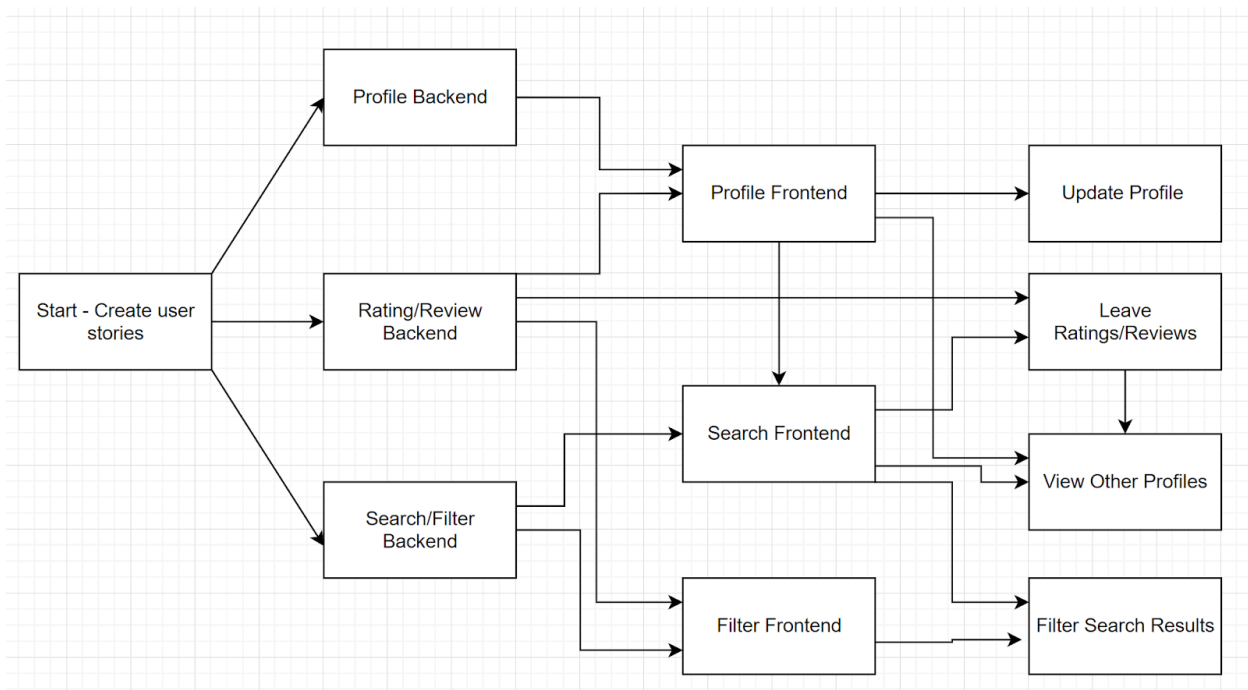 Profile Backend
Profile Frontend
Update Profile
Start - Create user
stories
Rating/Review
Backend
Leave
Ratings/Reviews
Search Frontend
View Other Profiles
Search/Filter
Backend
Filter Frontend
Filter Search Results